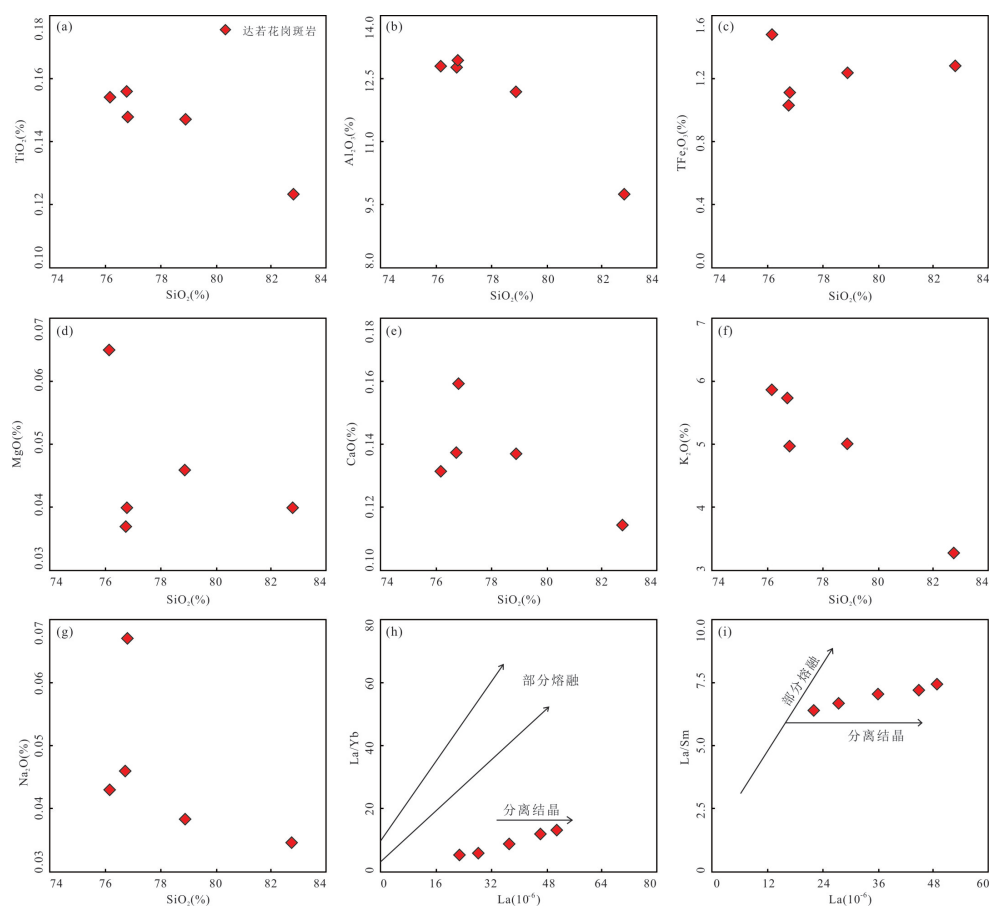 (a)
达若花岗斑岩
TiO₂(%)
0.18
0.16
0.14
0.12
0.10
74 76 78 80 82 84
SiO₂(%)
(b)
Al₂O₃(%)
14.0
12.5
11.0
9.5
8.0
74 76 78 80 82 84
SiO₂(%)
(c)
TFe₂O₃(%)
1.6
1.2
0.8
0.4
0.0
74 76 78 80 82 84
SiO₂(%)
(d)
MgO(%)
0.07
0.06
0.05
0.04
0.03
74 76 78 80 82 84
SiO₂(%)
(e)
CaO(%)
0.18
0.16
0.14
0.12
0.10
74 76 78 80 82 84
SiO₂(%)
(f)
K₂O(%)
7
6
5
4
3
74 76 78 80 82 84
SiO₂(%)
(g)
Na₂O(%)
0.07
0.06
0.05
0.04
0.03
74 76 78 80 82 84
SiO₂(%)
(h)
部分熔融
分离结晶
La/Yb
80
60
40
20
0
0 16 32 48 64 80
La(10⁻⁶)
(i)
部分熔融
分离结晶
La/Sm
10.0
7.5
5.0
2.5
0
0 12 24 36 48 60
La(10⁻⁶)